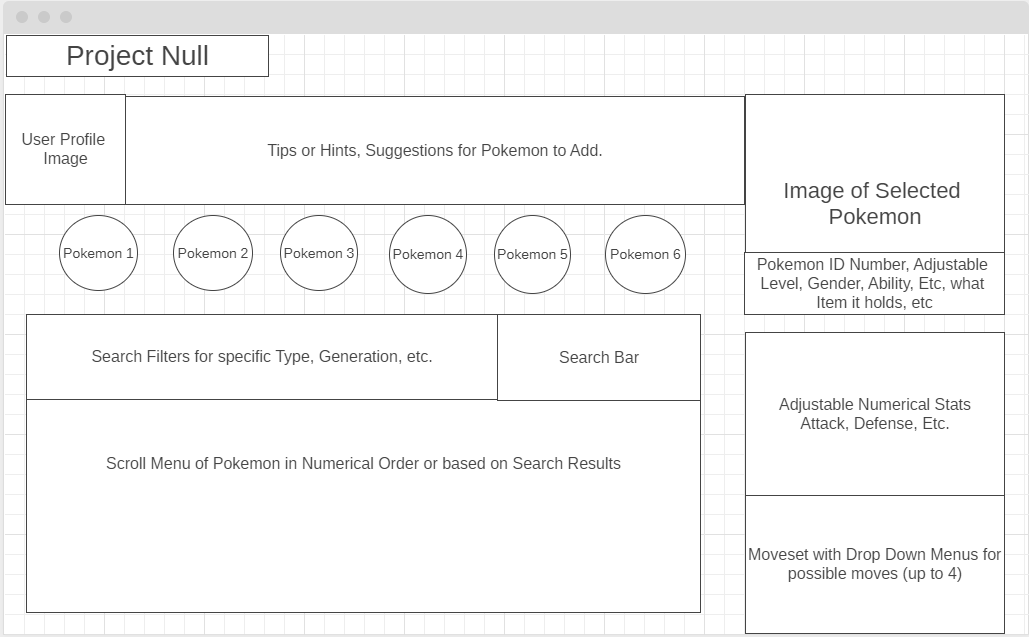 Project Null
User Profile
Image
Tips or Hints, Suggestions for Pokemon to Add.
Image of Selected
Pokemon
Pokemon ID Number, Adjustable
Level, Gender, Ability, Etc, what
Item it holds, etc
Pokemon 1
Pokemon 2
Pokemon 3
Pokemon 4
Pokemon 5
Pokemon 6
Search Filters for specific Type, Generation, etc.
Search Bar
Scroll Menu of Pokemon in Numerical Order or based on Search Results
Adjustable Numerical Stats
Attack, Defense, Etc.
Moveset with Drop Down Menus for
possible moves (up to 4)